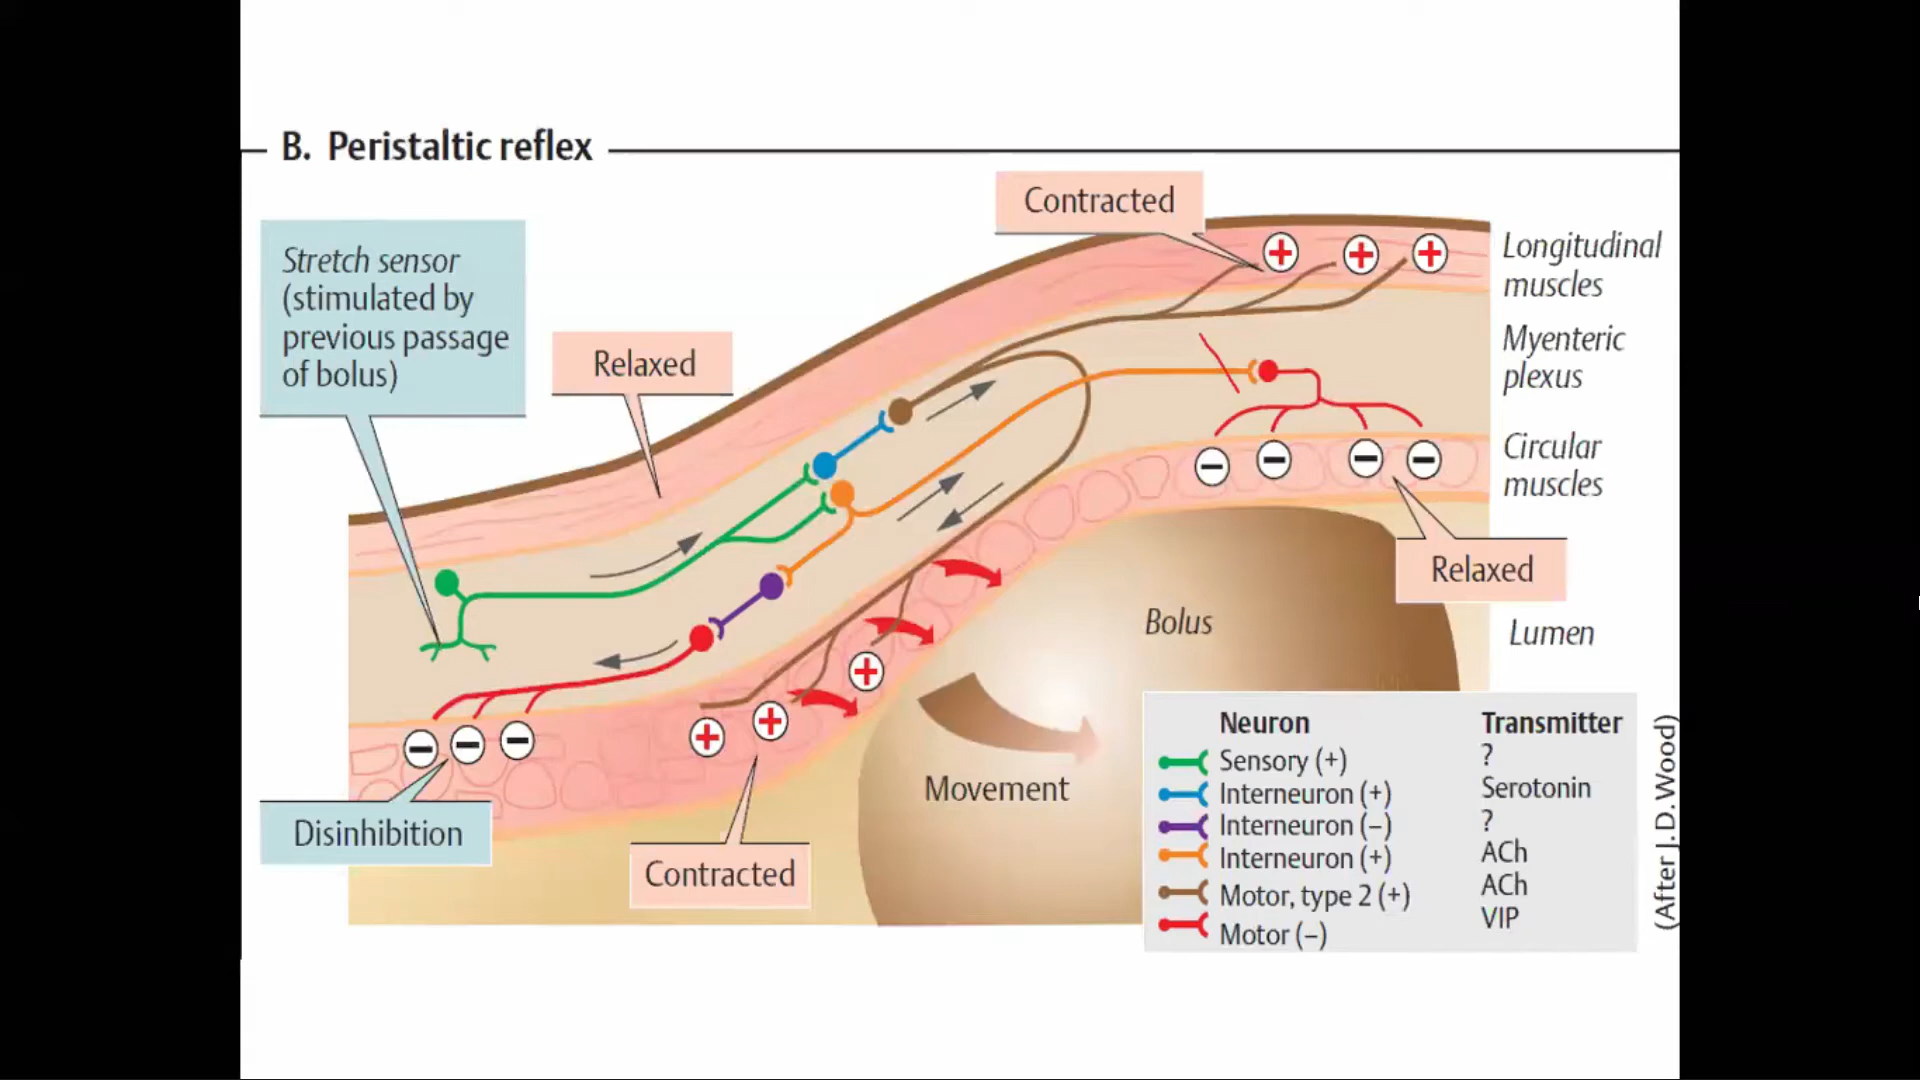 B. Peristaltic reflex
Stretch sensor
(stimulated by
previous passage
of bolus)
Relaxed
Contracted
Longitudinal
muscles
Myenteric
plexus
Circular
muscles
Relaxed
Bolus
Lumen
Movement
Disinhibition
Contracted
Neuron Transmitter
Sensory (+) ?
Interneuron (+) Serotonin
Interneuron (–) ?
Interneuron (+) ACh
Motor, type 2 (+) ACh
Motor (–) VIP
(After J. D. Wood)